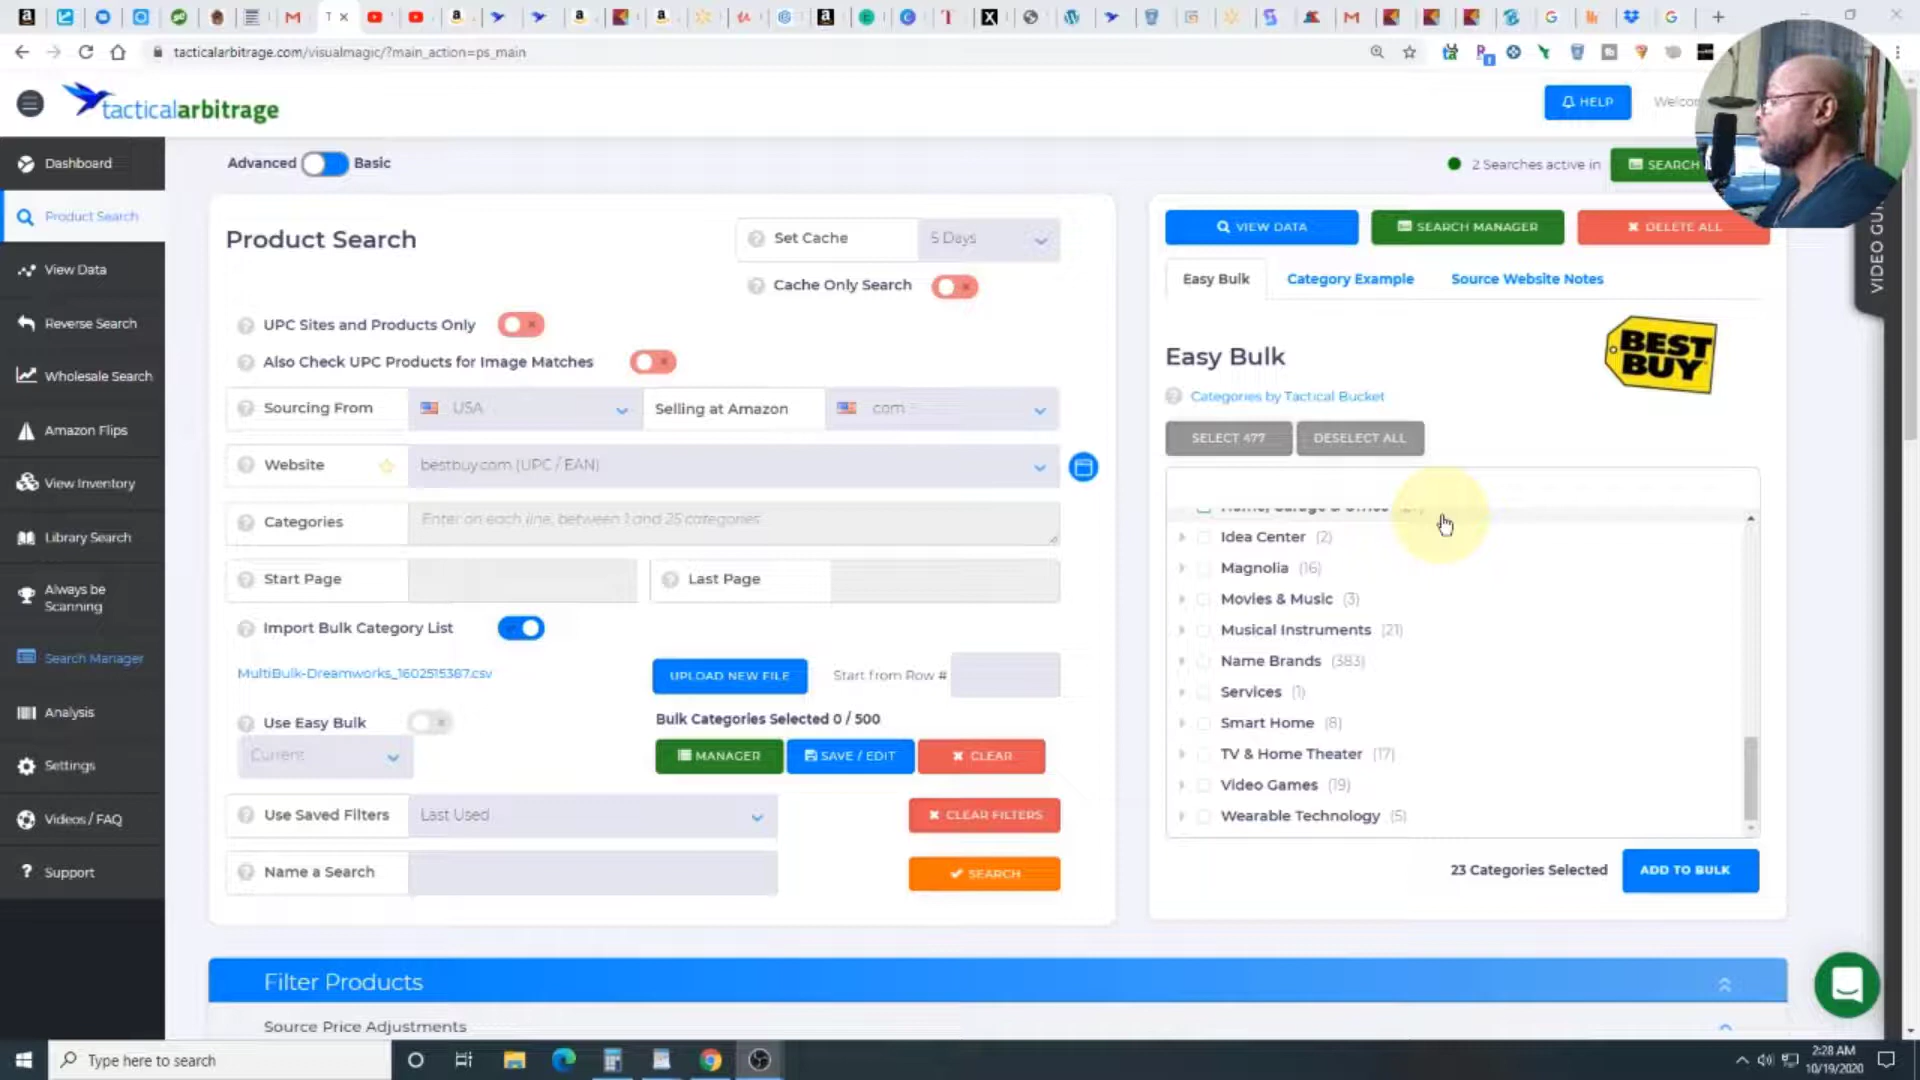 tacticalarbitrage.com/visualmagic/?main_action=ps_main
tacticalarbitrage
HELP
Advanced Basic
2 Searches active in
SEARCH
Dashboard
Product Search
View Data
Reverse Search
Wholesale Search
Amazon Flips
View Inventory
Library Search
Always be
Scanning
Search Manager
Analysis
Settings
Videos / FAQ
Support
Product Search
Set Cache
5 Days
Cache Only Search
UPC Sites and Products Only
Also Check UPC Products for Image Matches
Sourcing From
USA
Selling at Amazon
com
Website
bestbuy.com (UPC / EAN)
Categories
Enter on each line, between 1 and 25 categories
Start Page
Last Page
Import Bulk Category List
MultiBulk-Dreamworks_1602515387.csv
UPLOAD NEW FILE
Start from Row #
Use Easy Bulk
Bulk Categories Selected 0 / 500
Current
MANAGER
SAVE / EDIT
CLEAR
Use Saved Filters
Last Used
CLEAR FILTERS
Name a Search
SEARCH
VIEW DATA
SEARCH MANAGER
DELETE ALL
Easy Bulk
Category Example
Source Website Notes
Easy Bulk
BEST
BUY
Categories by Tactical Bucket
SELECT 477
DESELECT ALL
Home, Garage & Office
Idea Center (2)
Magnolia (16)
Movies & Music (3)
Musical Instruments (21)
Name Brands (383)
Services (1)
Smart Home (8)
TV & Home Theater (17)
Video Games (19)
Wearable Technology (5)
23 Categories Selected
ADD TO BULK
Filter Products
Source Price Adjustments
Type here to search
2:28 AM
10/19/2020